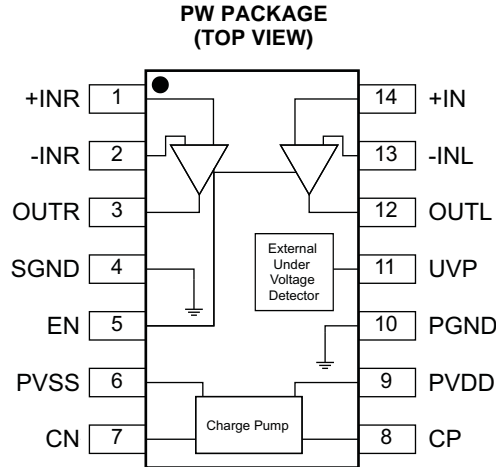 PW PACKAGE
(TOP VIEW)
+INR 1
14 +IN
-INR 2
13 -INL
OUTR 3
12 OUTL
SGND 4
External
Under
Voltage
Detector
11 UVP
EN 5
10 PGND
PVSS 6
9 PVDD
CN 7
Charge Pump
8 CP